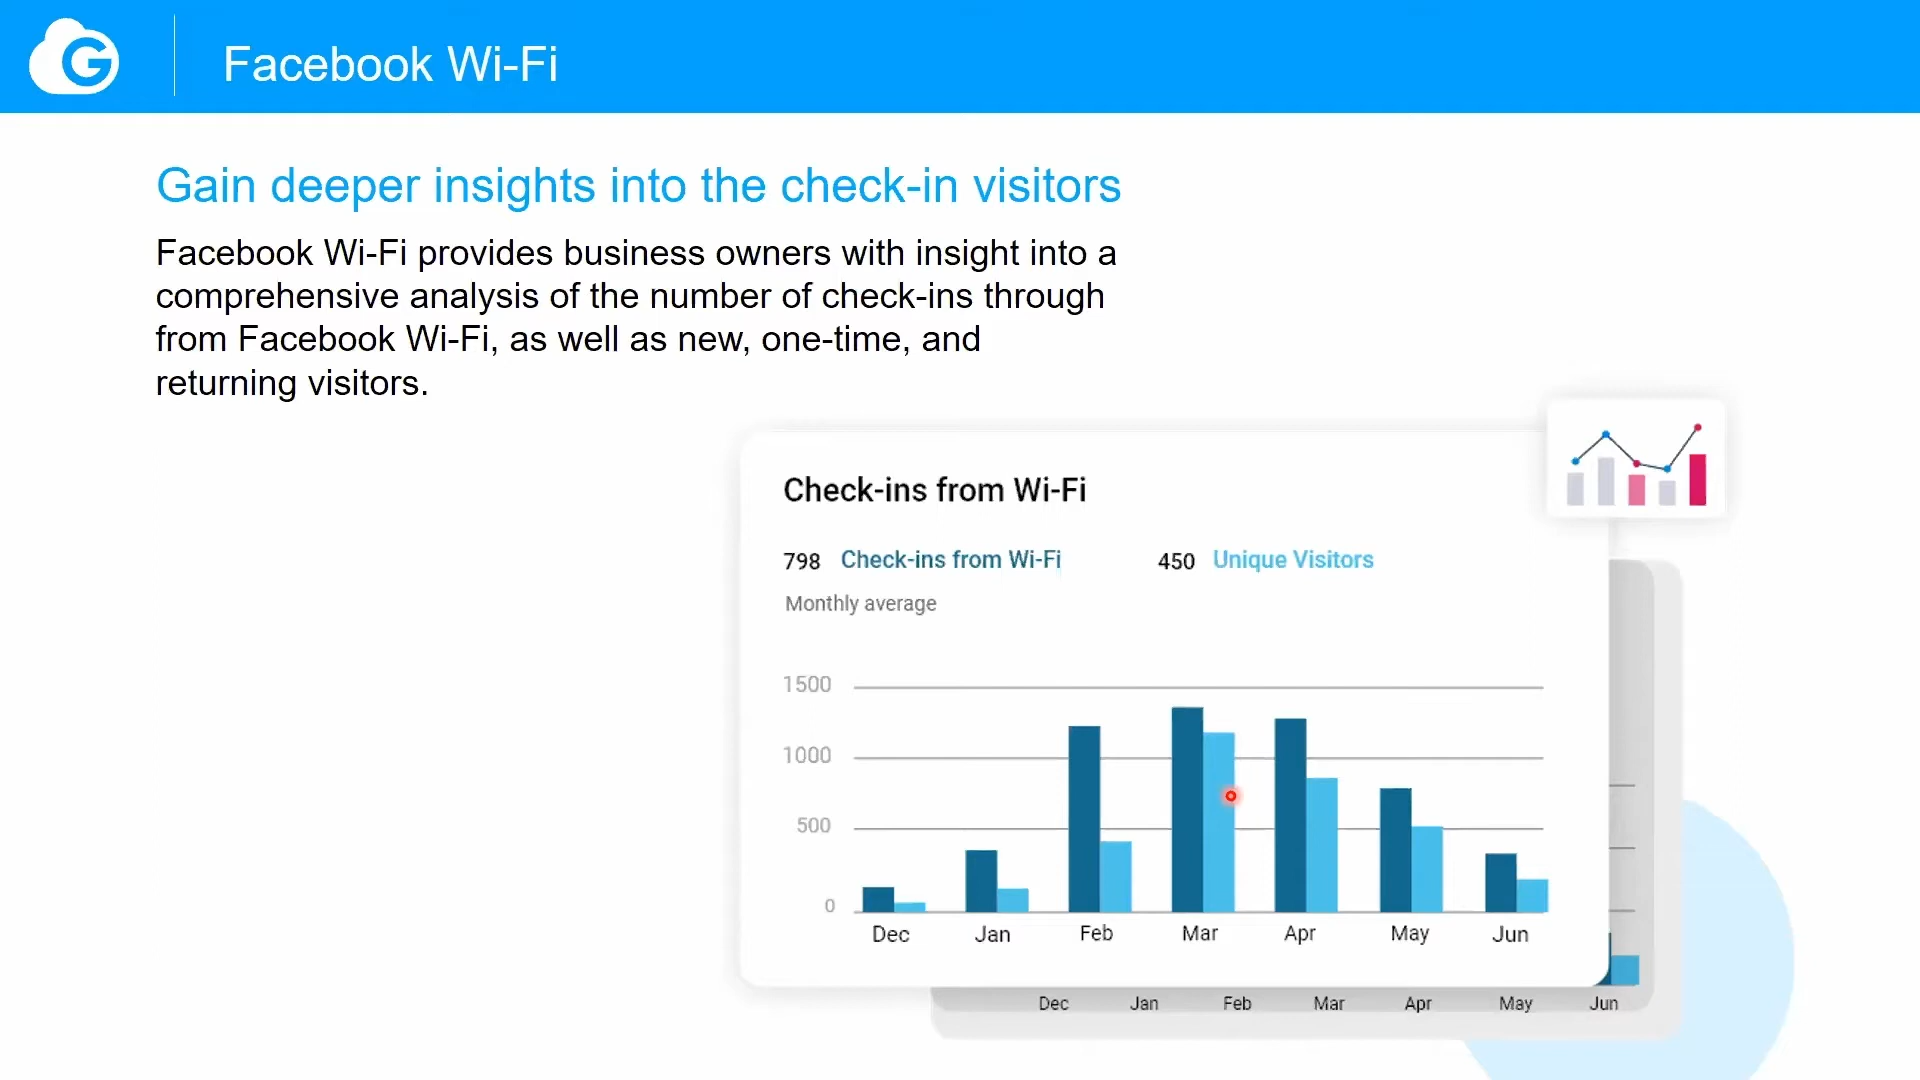 G
Facebook Wi-Fi
Gain deeper insights into the check-in visitors
Facebook Wi-Fi provides business owners with insight into a
comprehensive analysis of the number of check-ins through
from Facebook Wi-Fi, as well as new, one-time, and
returning visitors.
Check-ins from Wi-Fi
798 Check-ins from Wi-Fi 450 Unique Visitors
Monthly average
1500
1000
500
0
Dec Jan Feb Mar Apr May Jun
Dec Jan Feb Mar Apr May Jun